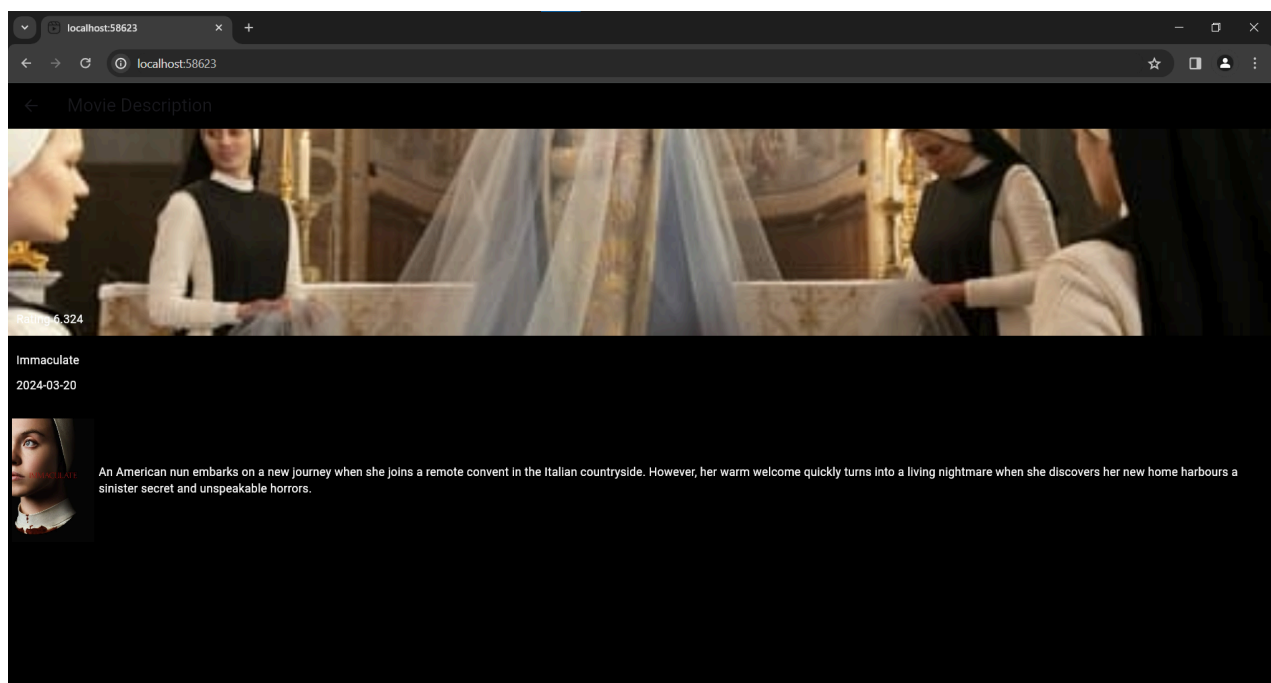 localhost:58623
localhost:58623
Movie Description
Rating 6.324
Immaculate
2024-03-20
IMMACULATE
An American nun embarks on a new journey when she joins a remote convent in the Italian countryside. However, her warm welcome quickly turns into a living nightmare when she discovers her new home harbours a
sinister secret and unspeakable horrors.